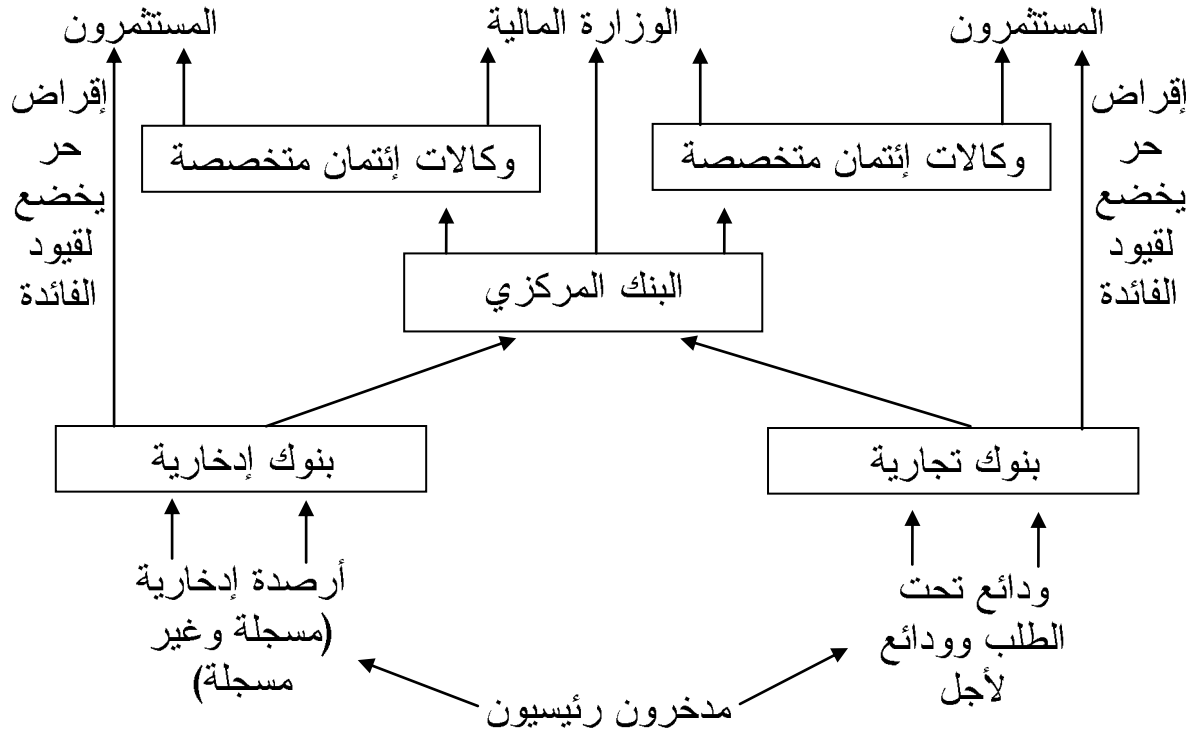 المستثمرون
الوزارة المالية
المستثمرون
إقراض
حر
يخضع
لقيود
الفائدة
وكالات إئتمان متخصصة
وكالات إئتمان متخصصة
إقراض
حر
يخضع
لقيود
الفائدة
البنك المركزي
بنوك تجارية
بنوك إدخارية
ودائع تحت
الطلب وودائع
لأجل
أرصدة إدخارية
(مسجلة وغير
مسجلة)
مدخرون رئيسيون